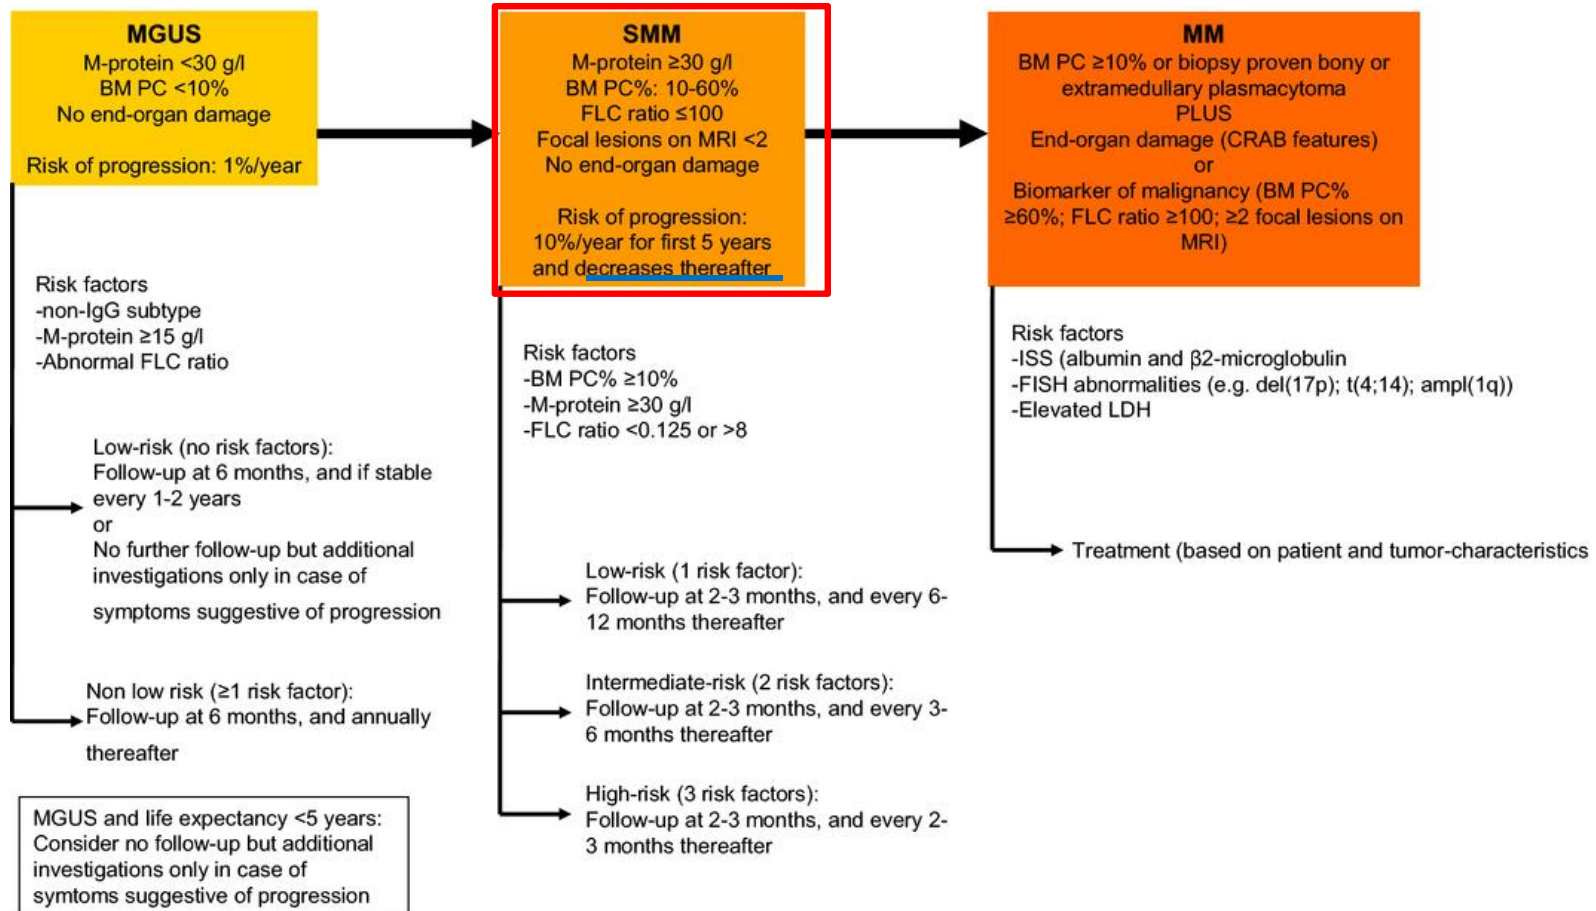 MGUS
M-protein <30 g/l
BM PC <10%
No end-organ damage
Risk of progression: 1%/year
SMM
M-protein ≥30 g/l
BM PC%: 10-60%
FLC ratio ≤100
Focal lesions on MRI <2
No end-organ damage
Risk of progression:
10%/year for first 5 years
and decreases thereafter
MM
BM PC ≥10% or biopsy proven bony or
extramedullary plasmacytoma
PLUS
End-organ damage (CRAB features)
or
Biomarker of malignancy (BM PC%
≥60%; FLC ratio ≥100; ≥2 focal lesions on
MRI)
Risk factors
-non-IgG subtype
-M-protein ≥15 g/l
-Abnormal FLC ratio
Low-risk (no risk factors):
Follow-up at 6 months, and if stable
every 1-2 years
or
No further follow-up but additional
investigations only in case of
symptoms suggestive of progression
Non low risk (≥1 risk factor):
Follow-up at 6 months, and annually
thereafter
MGUS and life expectancy <5 years:
Consider no follow-up but additional
investigations only in case of
symtoms suggestive of progression
Risk factors
-BM PC% ≥10%
-M-protein ≥30 g/l
-FLC ratio <0.125 or >8
Low-risk (1 risk factor):
Follow-up at 2-3 months, and every 6-
12 months thereafter
Intermediate-risk (2 risk factors):
Follow-up at 2-3 months, and every 3-
6 months thereafter
High-risk (3 risk factors):
Follow-up at 2-3 months, and every 2-
3 months thereafter
Risk factors
-ISS (albumin and β2-microglobulin
-FISH abnormalities (e.g. del(17p); t(4;14); ampl(1q))
-Elevated LDH
Treatment (based on patient and tumor-characteristics